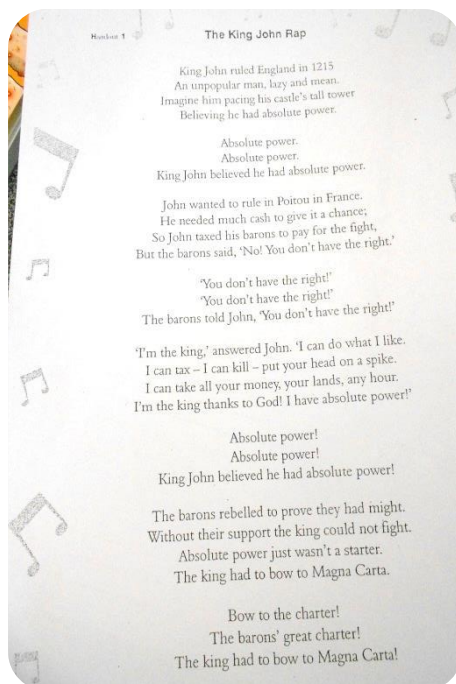 Handout 1
The King John Rap
King John ruled England in 1215
An unpopular man, lazy and mean.
Imagine him pacing his castle's tall tower
Believing he had absolute power.
Absolute power.
Absolute power.
King John believed he had absolute power.
John wanted to rule in Poitou in France.
He needed much cash to give it a chance;
So John taxed his barons to pay for the fight,
But the barons said, 'No! You don't have the right.'
'You don't have the right!'
'You don't have the right!'
The barons told John, 'You don't have the right!'
'I'm the king,' answered John. 'I can do what I like.
I can tax – I can kill – put your head on a spike.
I can take all your money, your lands, any hour.
I'm the king thanks to God! I have absolute power!'
Absolute power!
Absolute power!
King John believed he had absolute power!
The barons rebelled to prove they had might.
Without their support the king could not fight.
Absolute power just wasn't a starter.
The king had to bow to Magna Carta.
Bow to the charter!
The barons' great charter!
The king had to bow to Magna Carta!